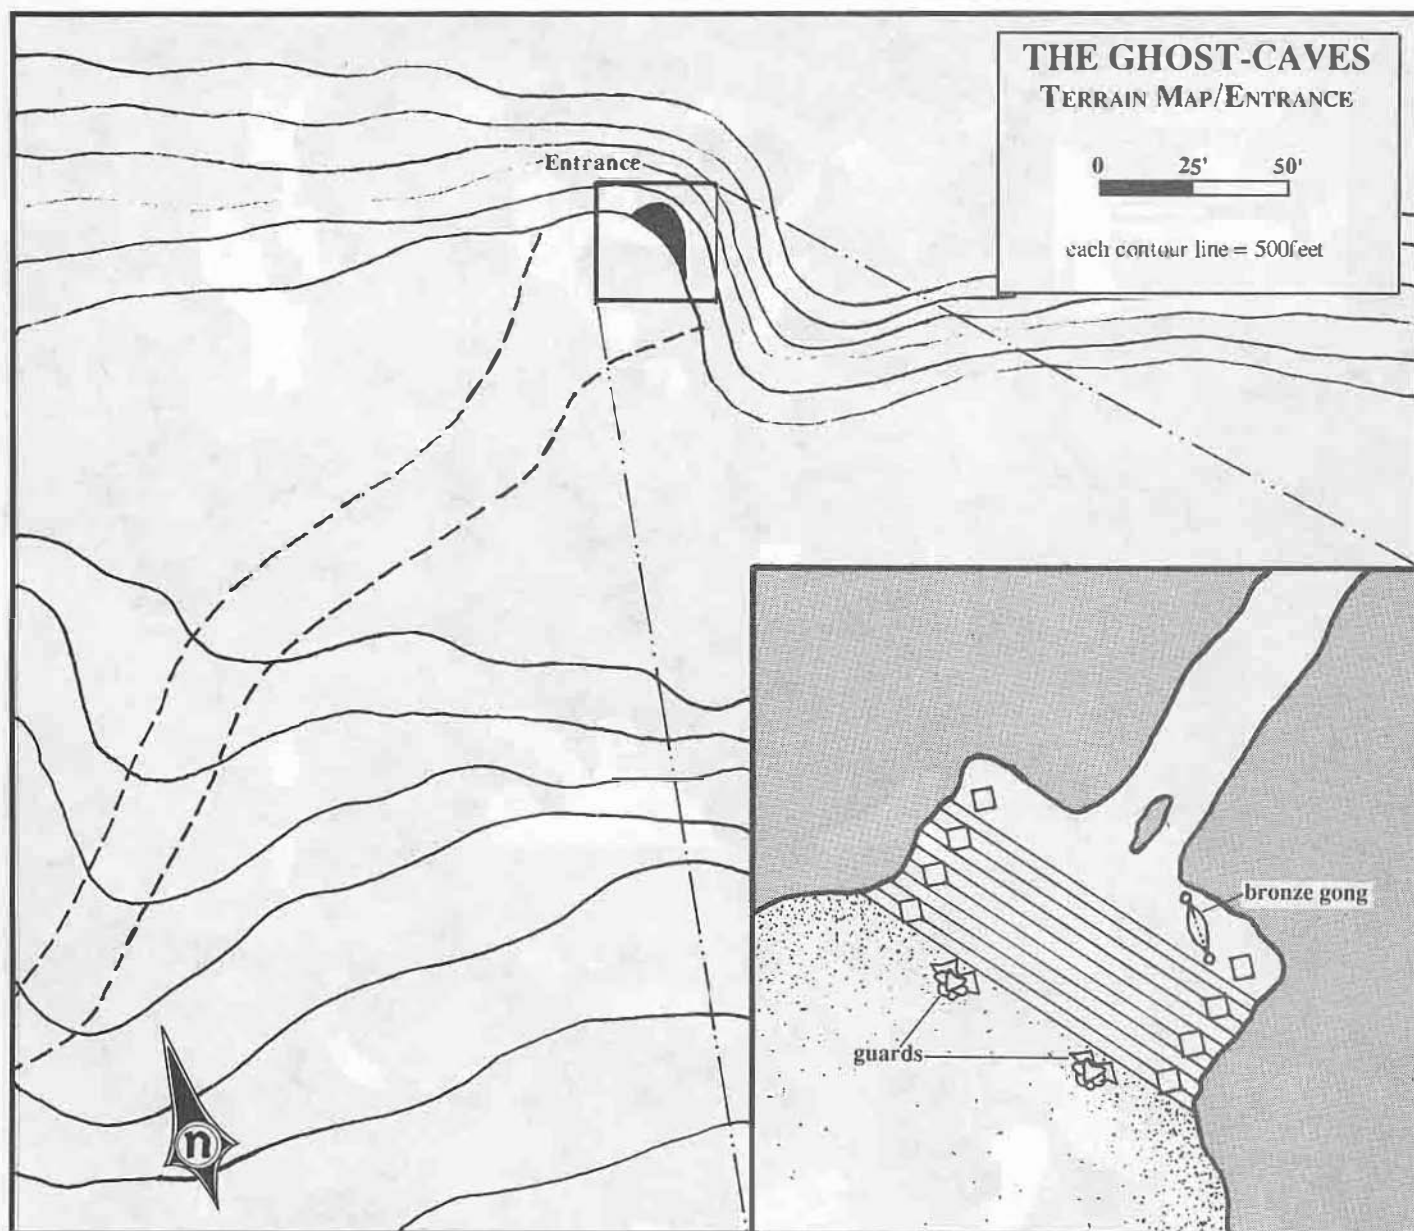 THE GHOST-CAVES
TERRAIN MAP/ENTRANCE
0 25' 50'
each contour line = 500feet
Entrance
bronze gong
guards
n